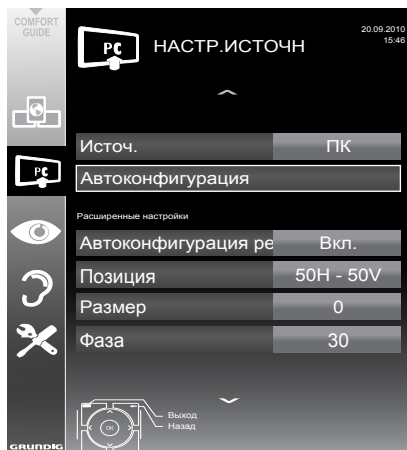 COMFORT
GUIDE
PC
НАСТР.ИСТОЧН
20.09.2010
15:46
Источ.
ПК
PC
Автоконфигурация
Расширенные настройки
Автоконфигурация ре
Вкл.
Позиция
50H - 50V
Размер
0
Фаза
30
OK
Выход
Назад
GRUNDIG